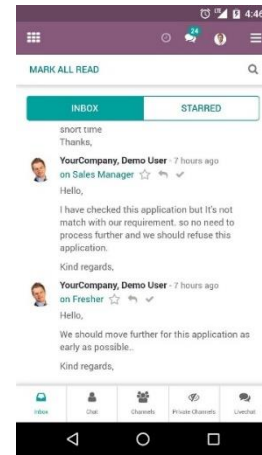 4:46
24
MARK ALL READ
INBOX STARRED
short time
Thanks,
YourCompany, Demo User - 7 hours ago
on Sales Manager
Hello,
I have checked this application but It's not
match with our requirement. so no need to
process further and we should refuse this
application.
Kind regards,
YourCompany, Demo User - 7 hours ago
on Fresher
Hello,
We should move further for this application as
early as possible..
Kind regards,
Inbox Chat Channels Private Channels Livechat